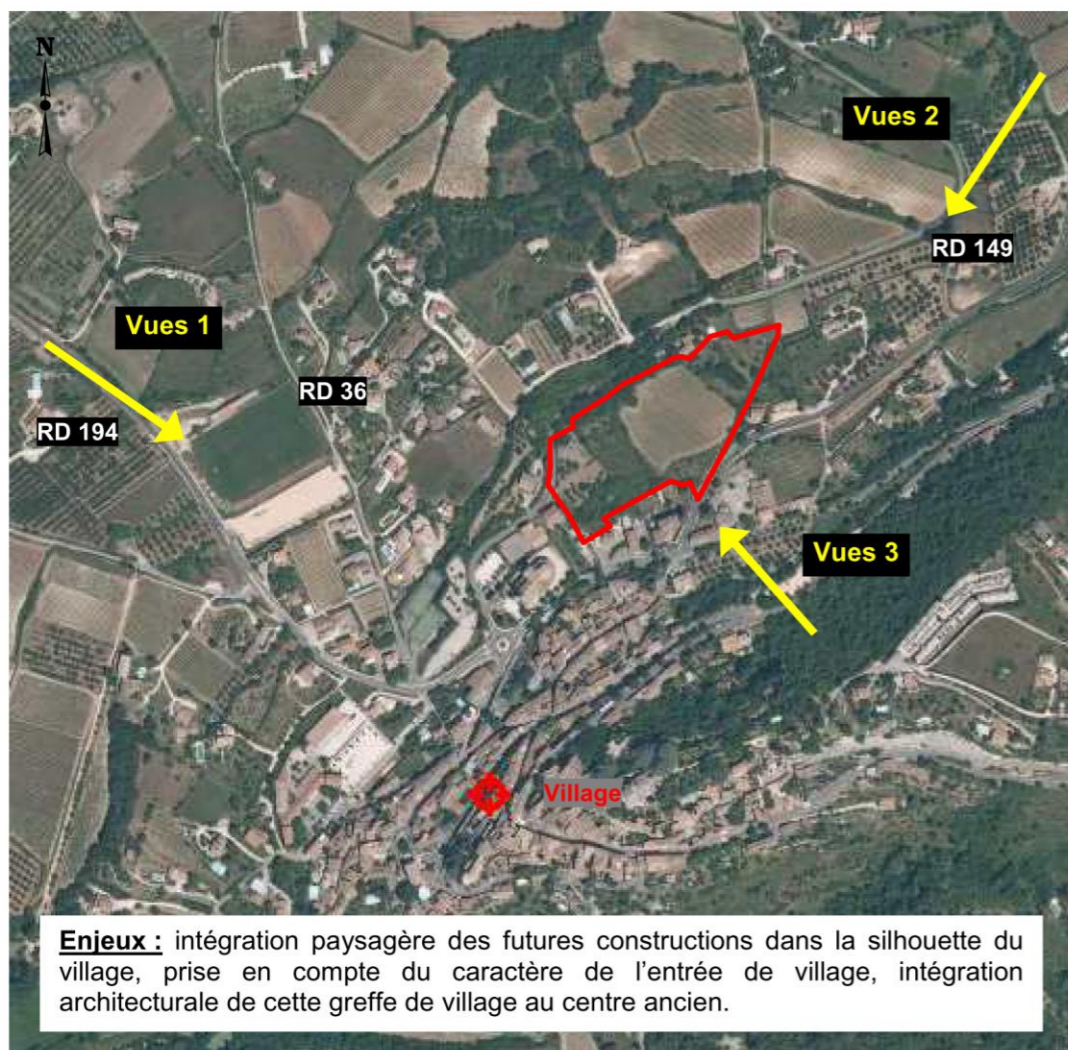 N
Vues 2
RD 149
Vues 1
RD 36
RD 194
Vues 3
Village
Enjeux : intégration paysagère des futures constructions dans la silhouette du
village, prise en compte du caractère de l'entrée de village, intégration
architecturale de cette greffe de village au centre ancien.